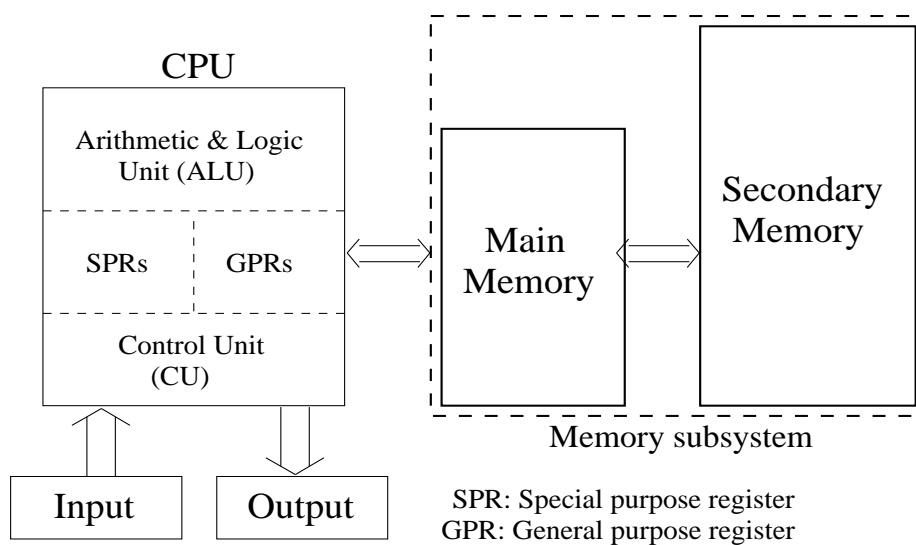 CPU
Arithmetic & Logic
Unit (ALU)
SPRs
GPRs
Control Unit
(CU)
Main
Memory
Secondary
Memory
Memory subsystem
Input
Output
SPR: Special purpose register
GPR: General purpose register